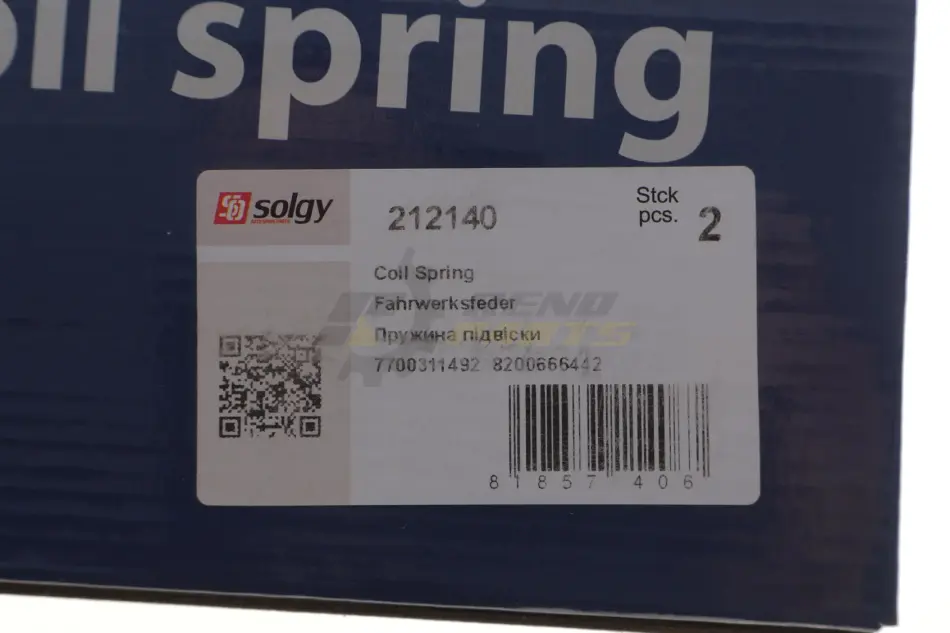 oil spring
solgy
212140
Stck
pcs. 2
Coil Spring
Fahrwerksfeder
Пружина підвіски
7700311492 8200666442
81857 406